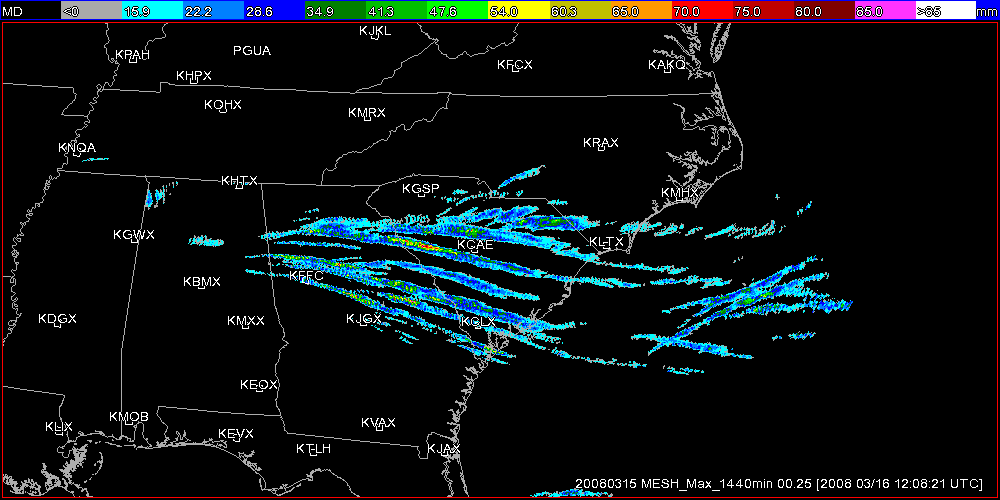 MD <0 15.9 22.2 28.6 34.9 41.3 47.6 54.0 60.3 65.0 70.0 75.0 80.0 85.0 >85 mm
KJKL
PGUA
KPAH
KFCX
KAKQ
KHPX
KOHX
KMRX
KRAX
KNQA
KHTX
KGSP
KMHX
KGWX
KCAE
KLTX
KFFC
KBMX
KDGX
KMXX
KJGX
KCLX
KEOX
KMOB
KVAX
KLIX
KEVX
KTLH
KJAX
20080315 MESH_Max_1440min 00.25 [2008 03/16 12:08:21 UTC]